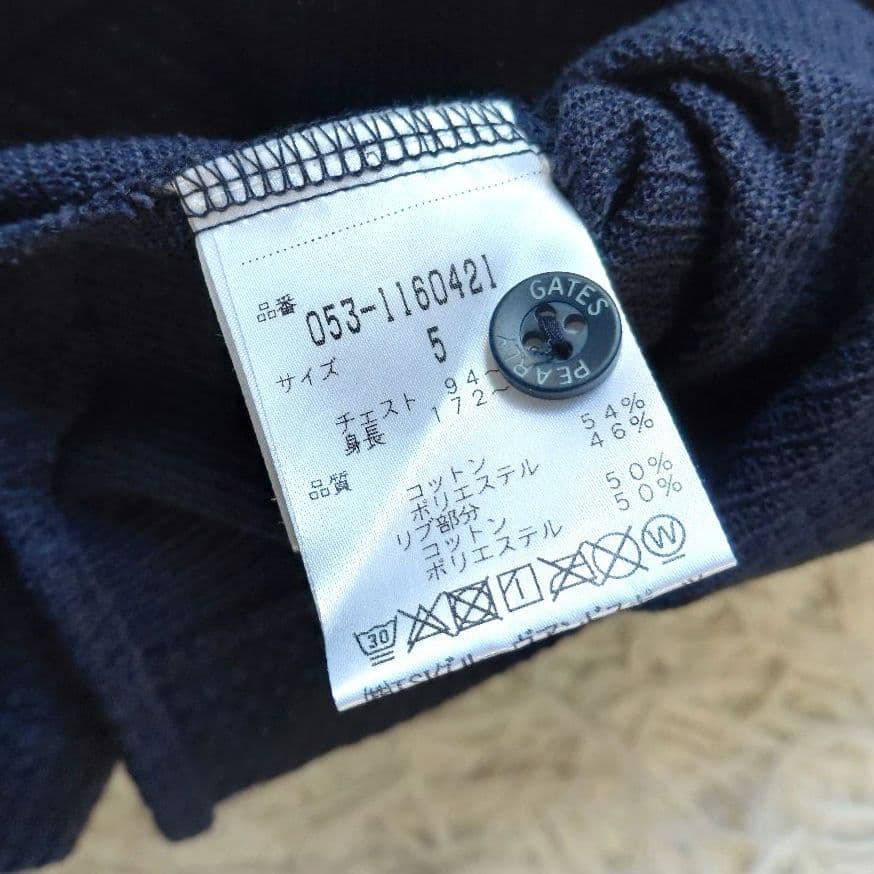 品番 053-1160421
サイズ 5
チェスト 94~
身長 172~
品質 コットン 54%
ポリエステル 46%
リブ部分
コットン 50%
ポリエステル 50%
30
W
GATES
PEARLY